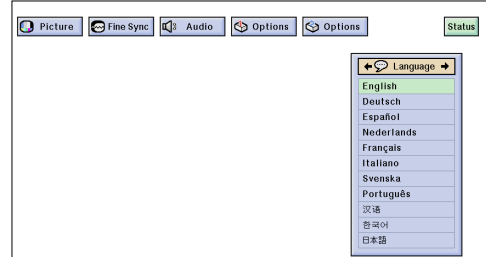 Picture Fine Sync Audio Options Options Status
Language
English
Deutsch
Español
Nederlands
Français
Italiano
Svenska
Português
汉语
한국어
日本語